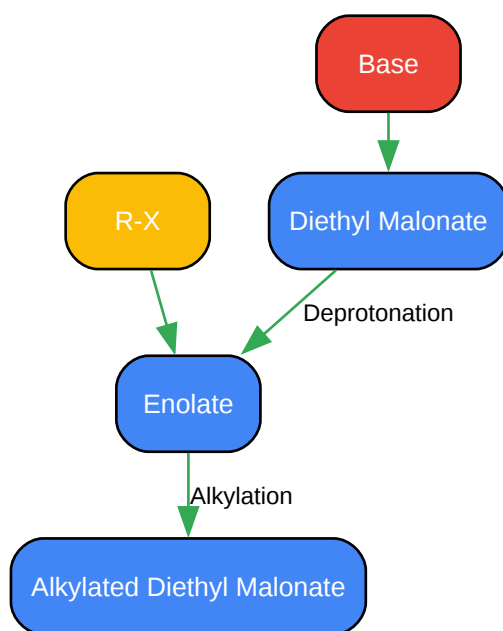 Base
R-X
Diethyl Malonate
Deprotonation
Enolate
Alkylation
Alkylated Diethyl Malonate